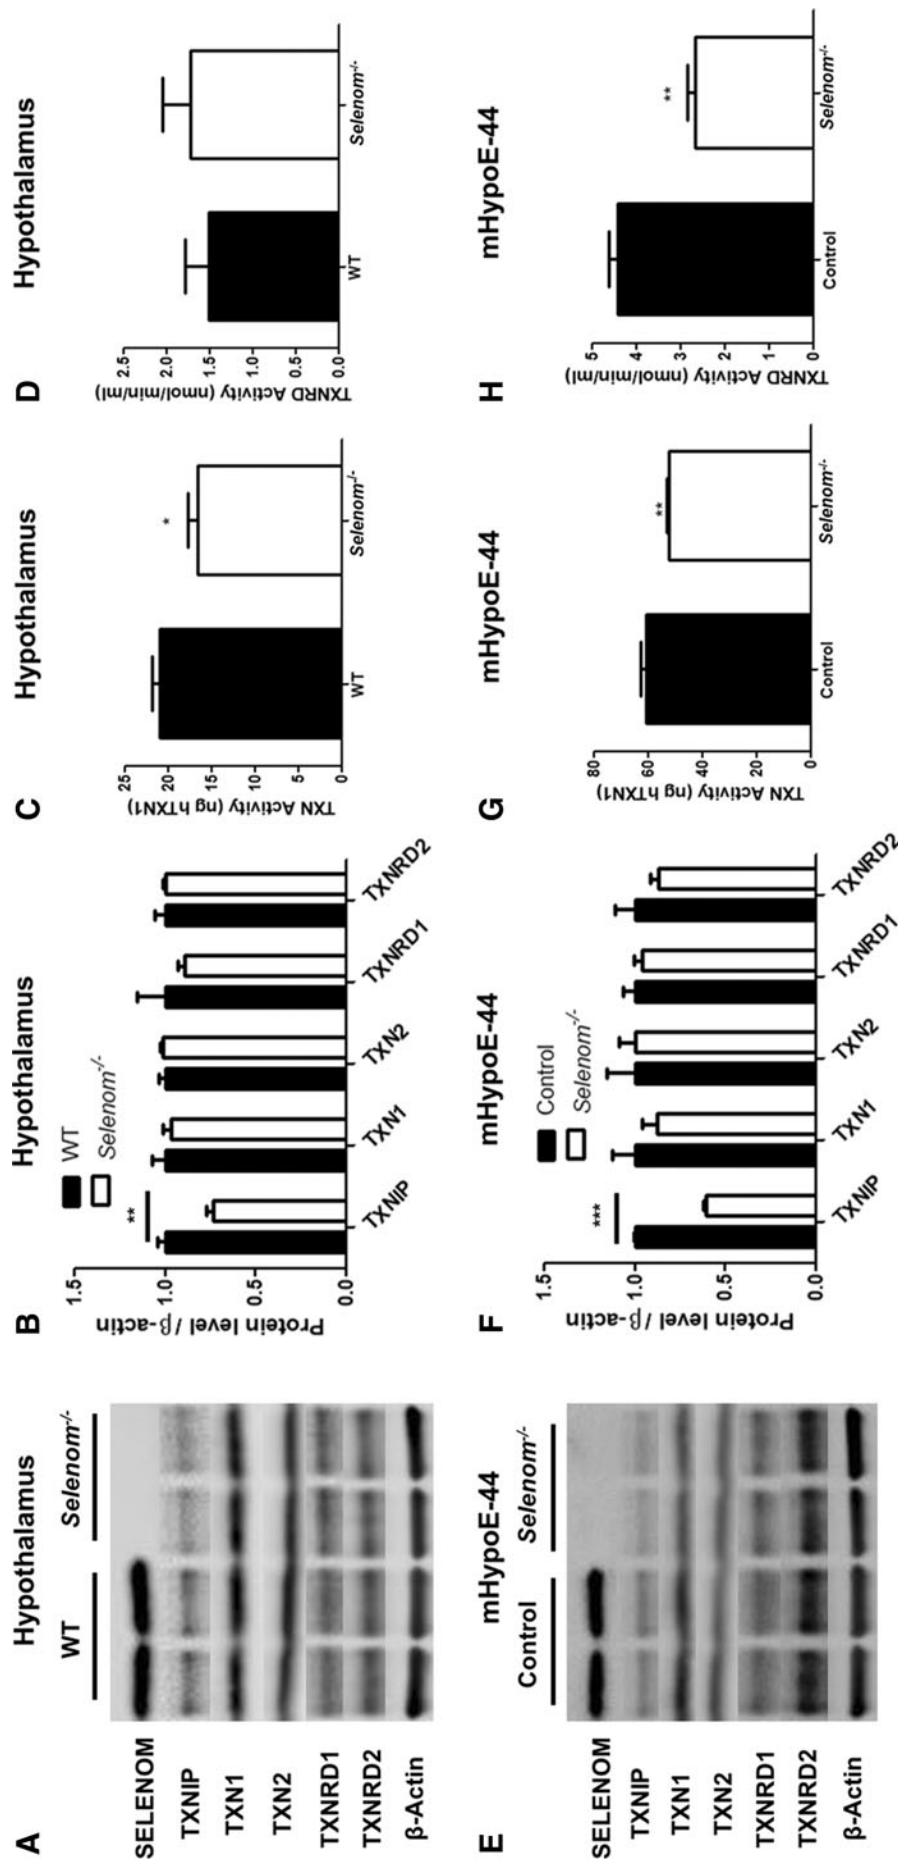 A
Hypothalamus
WT
Selenom-/-
SELENOM
TXNIP
TXN1
TXN2
TXNRD1
TXNRD2
β-Actin
B
Hypothalamus
WT
Selenom-/-
Protein level / β-actin
1.5
1.0
0.5
0.0
**
TXNIP
TXN1
TXN2
TXNRD1
TXNRD2
C
Hypothalamus
TXN Activity (ng hTXN1)
25
20
15
10
5
0
*
WT
Selenom-/-
D
Hypothalamus
TXNRD Activity (nmol/min/ml)
2.5
2.0
1.5
1.0
0.5
0.0
WT
Selenom-/-
E
mHypoE-44
Control
Selenom-/-
SELENOM
TXNIP
TXN1
TXN2
TXNRD1
TXNRD2
β-Actin
F
mHypoE-44
Control
Selenom-/-
Protein level / β-actin
1.5
1.0
0.5
0.0
***
TXNIP
TXN1
TXN2
TXNRD1
TXNRD2
G
mHypoE-44
TXN Activity (ng hTXN1)
80
60
40
20
0
**
Control
Selenom-/-
H
mHypoE-44
TXNRD Activity (nmol/min/ml)
5
4
3
2
1
0
**
Control
Selenom-/-